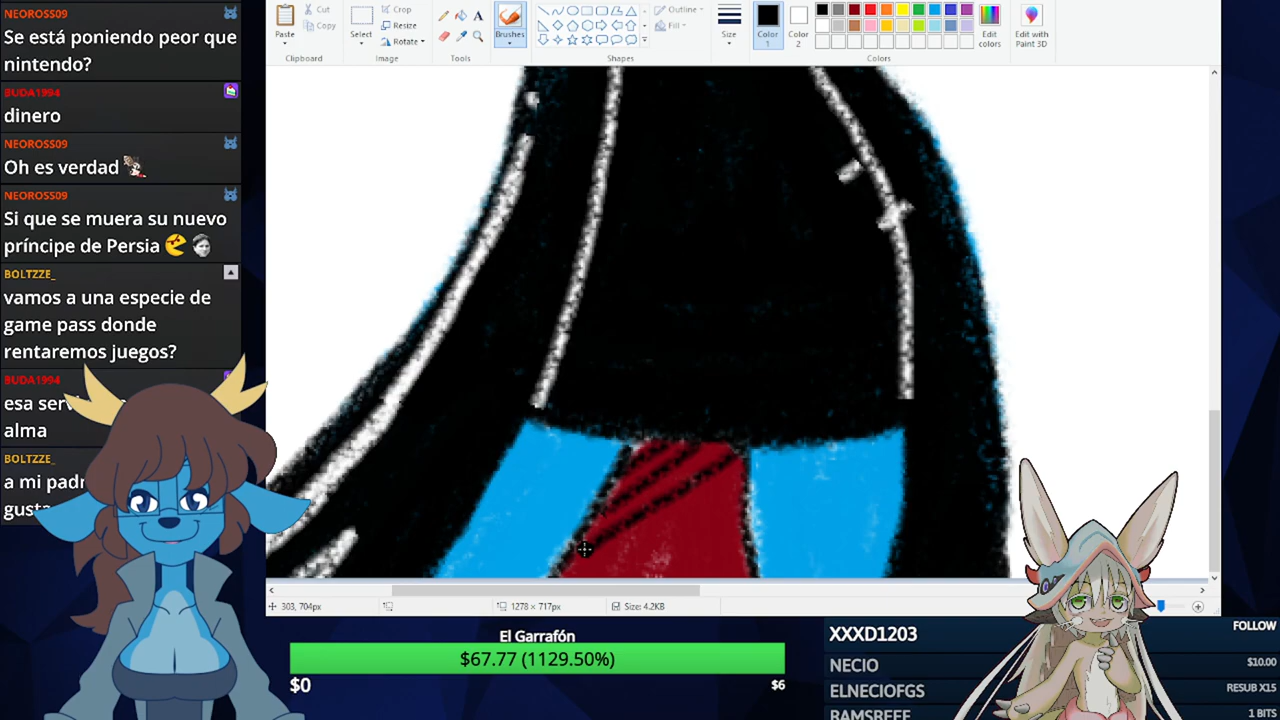 NEOROSS09
Se está poniendo peor que
nintendo?
BUDA1994
dinero
NEOROSS09
Oh es verdad
NEOROSS09
Si que se muera su nuevo
príncipe de Persia
BOLTZZE_
vamos a una especie de
game pass donde
rentaremos juegos?
BUDA1994
esa
alma
BOLTZZE_
a mi
Paste
Cut
Copy
Clipboard
Select
Crop
Resize
Rotate
Image
A
Tools
Brushes
Outline
Fill
Shapes
Size
Color
1
Color
2
Edit
colors
Edit with
Paint 3D
Colors
303, 704px
1278 × 717px
Size: 4.2KB
El Garrafón
$67.77 (1129.50%)
$0
$6
XXXD1203
FOLLOW
NECIO
$10.00
ELNECIOFGS
RESUB X15
RAMSREEE
1 BITS